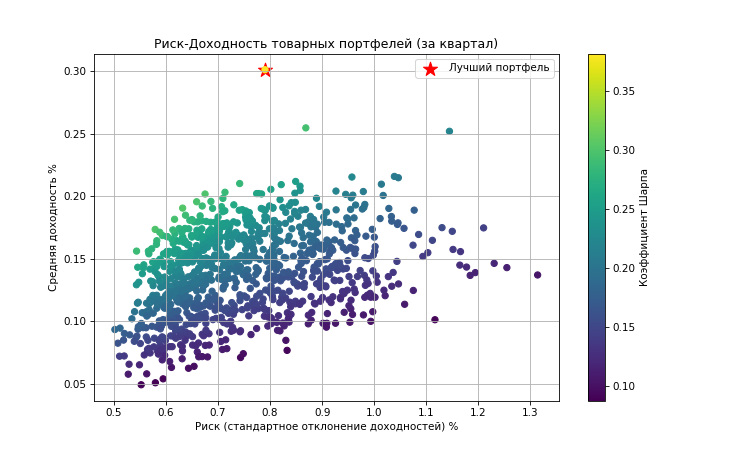 Риск-Доходность товарных портфелей (за квартал)
Лучший портфель
Средняя доходность %
0.30
0.25
0.20
0.15
0.10
0.05
0.5 0.6 0.7 0.8 0.9 1.0 1.1 1.2 1.3
Риск (стандартное отклонение доходностей) %
0.35
0.30
0.25
0.20
0.15
0.10
Коэффициент Шарпа